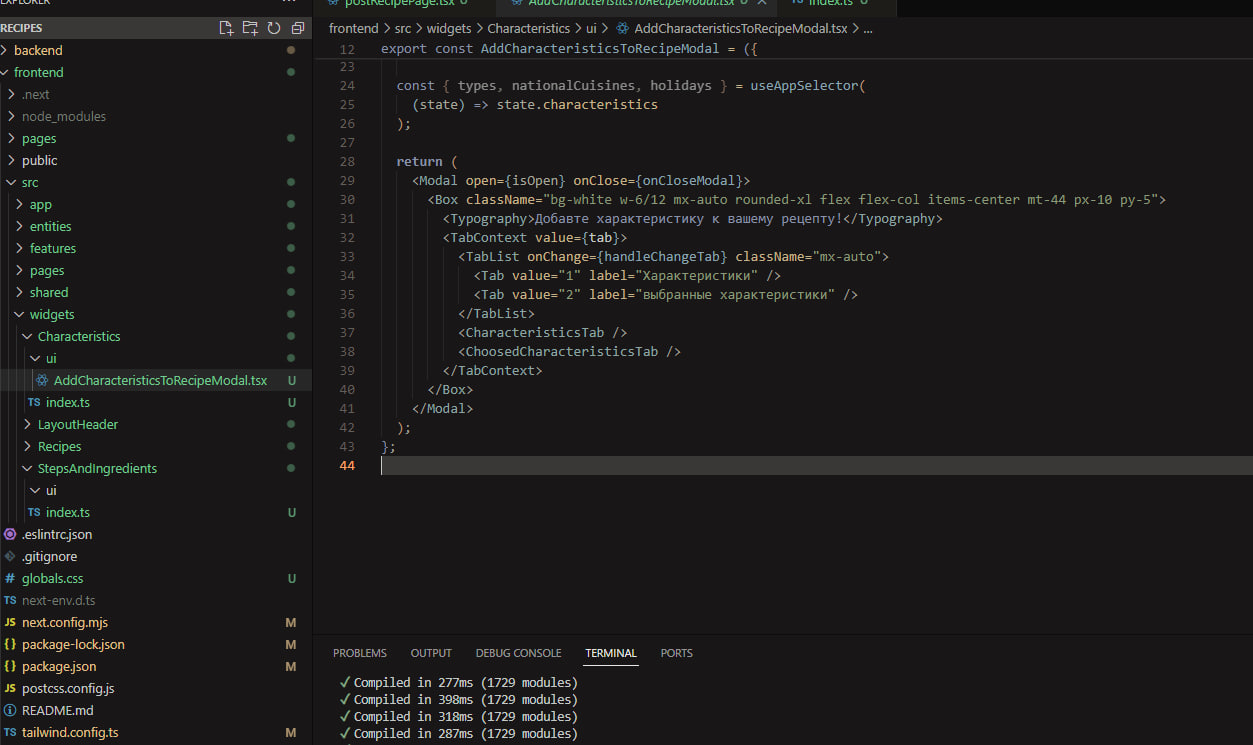 EXPLORER
RECIPES
backend
frontend
.next
node_modules
pages
public
src
app
entities
features
pages
shared
widgets
Characteristics
ui
AddCharacteristicsToRecipeModal.tsx U
TS index.ts U
LayoutHeader
Recipes
StepsAndIngredients
ui
TS index.ts U
.eslintrc.json
.gitignore
# globals.css U
TS next-env.d.ts
JS next.config.mjs M
{} package-lock.json M
{} package.json M
JS postcss.config.js
README.md
TS tailwind.config.ts M
postRecipePage.tsx U AddCharacteristicsToRecipeModal.tsx U index.ts U
frontend > src > widgets > Characteristics > ui > AddCharacteristicsToRecipeModal.tsx > ...
12 export const AddCharacteristicsToRecipeModal = ({
23
24 const { types, nationalCuisines, holidays } = useAppSelector(
25 (state) => state.characteristics
26 );
27
28 return (
29 <Modal open={isOpen} onClose={onCloseModal}>
30 <Box className="bg-white w-6/12 mx-auto rounded-xl flex flex-col items-center mt-44 px-10 py-5">
31 <Typography>Добавте характеристику к вашему рецепту!</Typography>
32 <TabContext value={tab}>
33 <TabList onChange={handleChangeTab} className="mx-auto">
34 <Tab value="1" label="Характеристики" />
35 <Tab value="2" label="выбранные характеристики" />
36 </TabList>
37 <CharacteristicsTab />
38 <ChoosedCharacteristicsTab />
39 </TabContext>
40 </Box>
41 </Modal>
42 );
43 };
44
PROBLEMS OUTPUT DEBUG CONSOLE TERMINAL PORTS
✓ Compiled in 277ms (1729 modules)
✓ Compiled in 398ms (1729 modules)
✓ Compiled in 318ms (1729 modules)
✓ Compiled in 287ms (1729 modules)